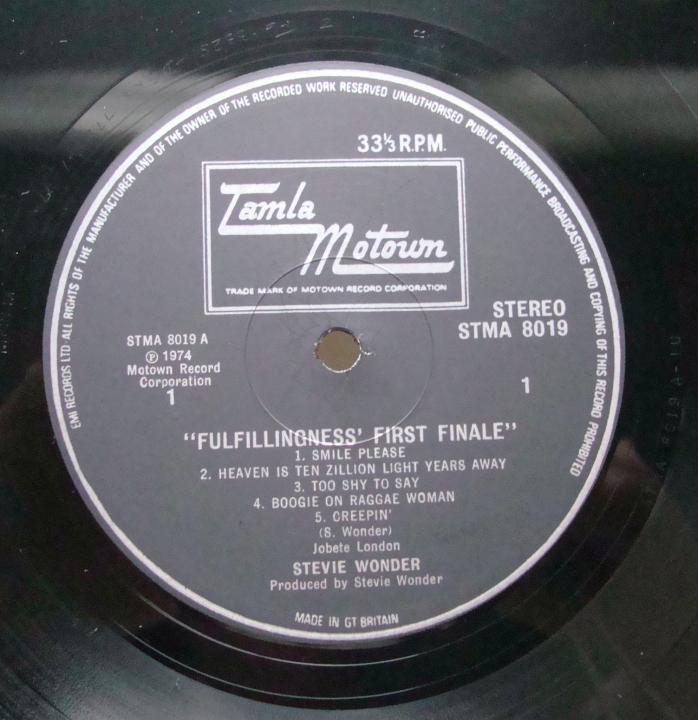 EMI RECORDS LTD·ALL RIGHTS OF THE MANUFACTURER AND OF THE OWNER OF THE RECORDED WORK RESERVED UNAUTHORISED PUBLIC PERFORMANCE BROADCASTING AND COPYING OF THIS RECORD PROHIBITED
33⅓ R.P.M.
Tamla
Motown
TRADE MARK OF MOTOWN RECORD CORPORATION
STEREO
STMA 8019
STMA 8019 A
℗ 1974
Motown Record
Corporation
1
1
"FULFILLINGNESS' FIRST FINALE"
1. SMILE PLEASE
2. HEAVEN IS TEN ZILLION LIGHT YEARS AWAY
3. TOO SHY TO SAY
4. BOOGIE ON RAGGAE WOMAN
5. CREEPIN'
(S. Wonder)
Jobete London
STEVIE WONDER
Produced by Stevie Wonder
MADE IN GT BRITAIN